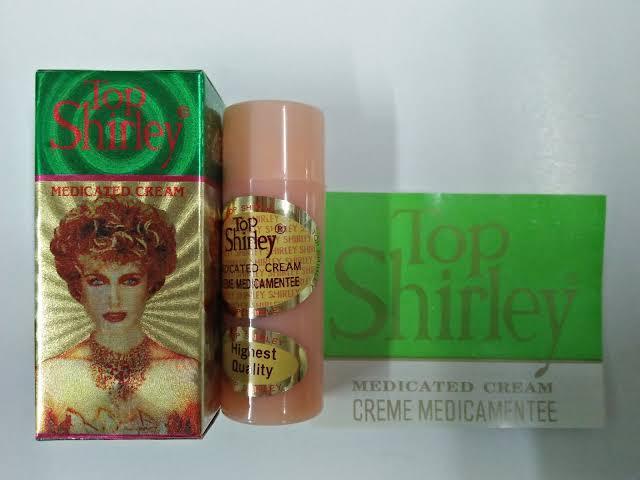 Top
Shirley®
MEDICATED CREAM
Top
Shirley®
MEDICATED CREAM
CREME MEDICAMENTEE
Highest
Quality
Top
Shirley
MEDICATED CREAM
CREME MEDICAMENTEE